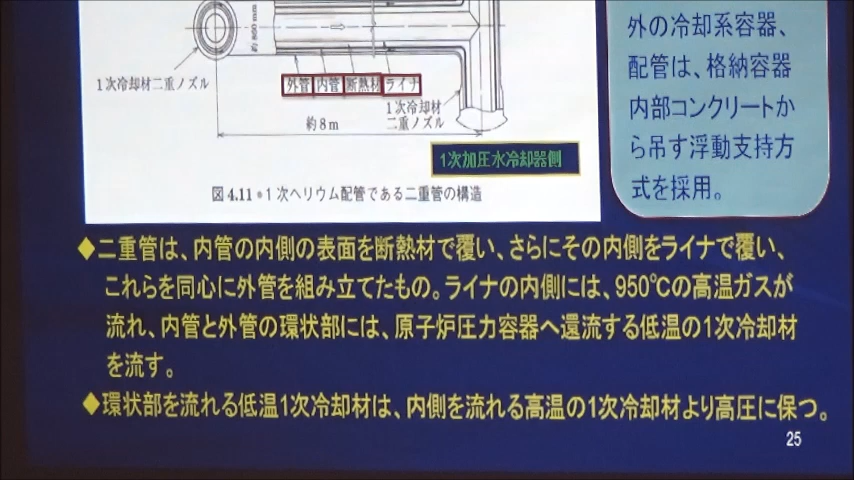 外の冷却系容器、
配管は、格納容器
内部コンクリートか
ら吊す浮動支持方
式を採用。
1次冷却材二重ノズル
外管 内管 断熱材 ライナ
1次冷却材
二重ノズル
約8m
1次加圧水冷却器側
図4.11 1次ヘリウム配管である二重管の構造
◆二重管は、内管の内側の表面を断熱材で覆い、さらにその内側をライナで覆い、
これらを同心に外管を組み立てたもの。ライナの内側には、950℃の高温ガスが
流れ、内管と外管の環状部には、原子炉圧力容器へ還流する低温の1次冷却材
を流す。
◆環状部を流れる低温1次冷却材は、内側を流れる高温の1次冷却材より高圧に保つ。
25